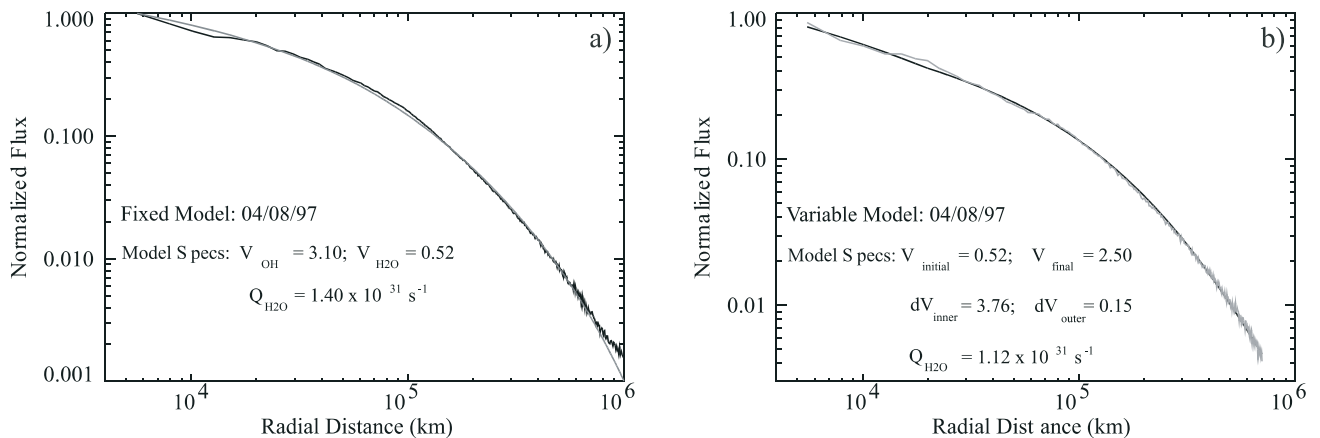 1.000
0.100
0.010
0.001
Normalized Flux
a)
Fixed Model: 04/08/97
Model Specs: V OH = 3.10; V H2O = 0.52
Q H2O = 1.40 x 10 31 s-1
10 4
10 5
10 6
Radial Distance (km)
1.00
0.10
0.01
Normalized Flux
b)
Variable Model: 04/08/97
Model Specs: V initial = 0.52; V final = 2.50
dV inner = 3.76; dV outer = 0.15
Q H2O = 1.12 x 10 31 s-1
10 4
10 5
10 6
Radial Dist ance (km)